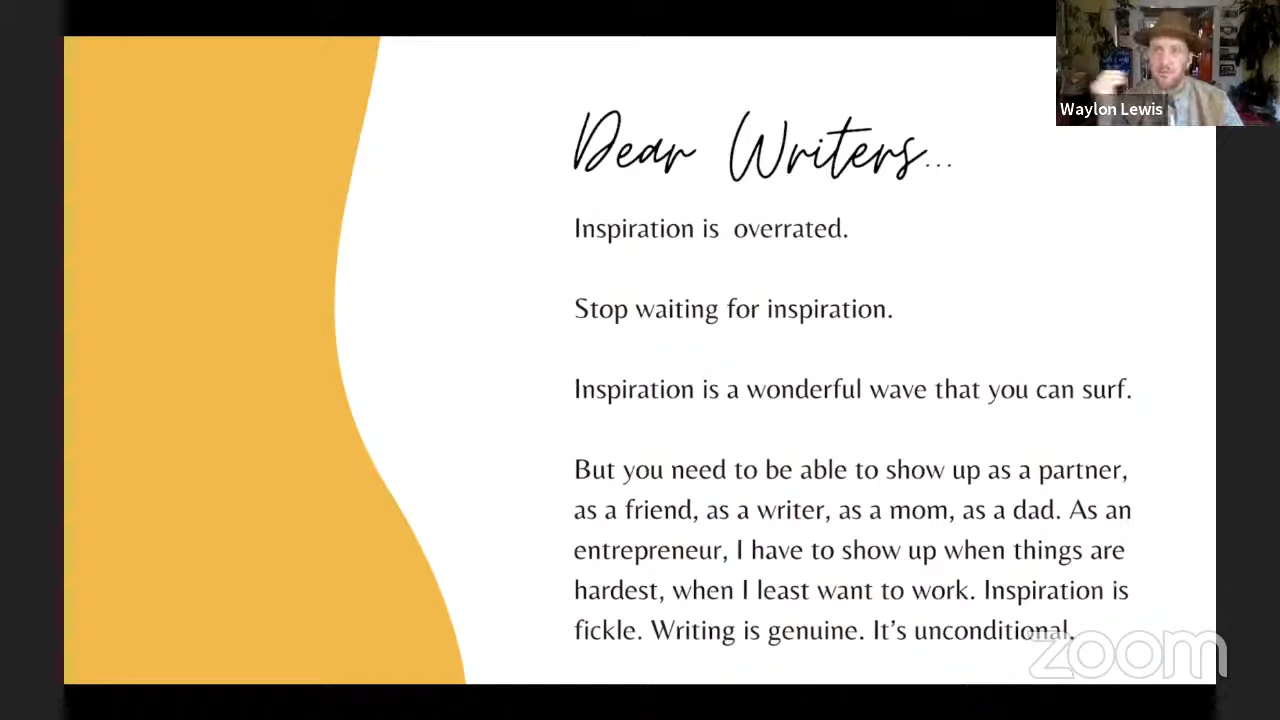 Waylon Lewis
Dear Writers...
Inspiration is overrated.
Stop waiting for inspiration.
Inspiration is a wonderful wave that you can surf.
But you need to be able to show up as a partner,
as a friend, as a writer, as a mom, as a dad. As an
entrepreneur, I have to show up when things are
hardest, when I least want to work. Inspiration is
fickle. Writing is genuine. It’s unconditional.
zoom